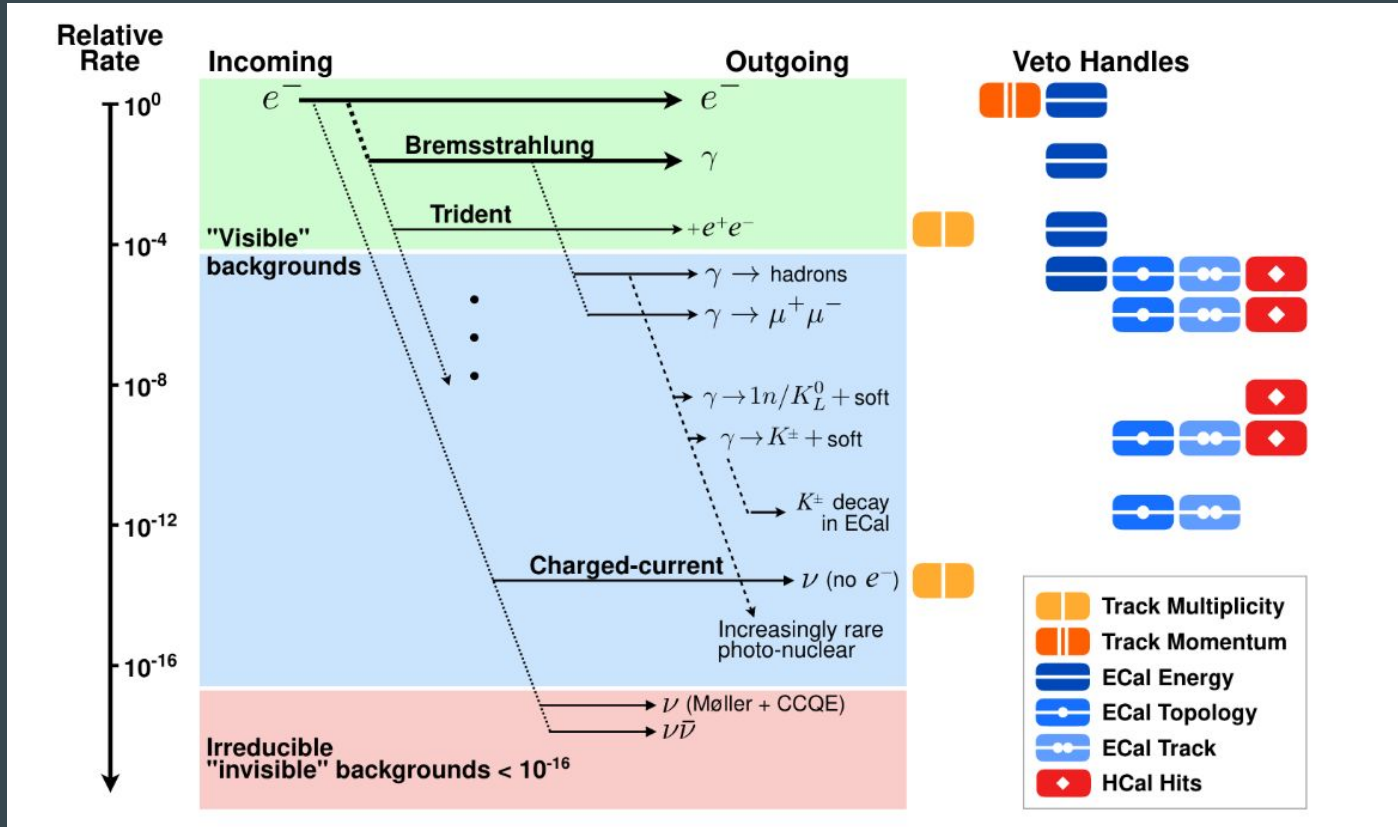 Relative
Rate
Incoming
Outgoing
Veto Handles
10⁰
e⁻
e⁻
Bremsstrahlung
γ
Trident
+e⁺e⁻
10⁻⁴
"Visible"
backgrounds
γ → hadrons
γ → μ⁺μ⁻
10⁻⁸
γ → 1n/K⁰_L + soft
γ → K± + soft
10⁻¹²
K± decay
in ECal
Charged-current
ν (no e⁻)
Increasingly rare
photo-nuclear
10⁻¹⁶
ν (Møller + CCQE)
νν̄
Irreducible
"invisible" backgrounds < 10⁻¹⁶
Track Multiplicity
Track Momentum
ECal Energy
ECal Topology
ECal Track
HCal Hits